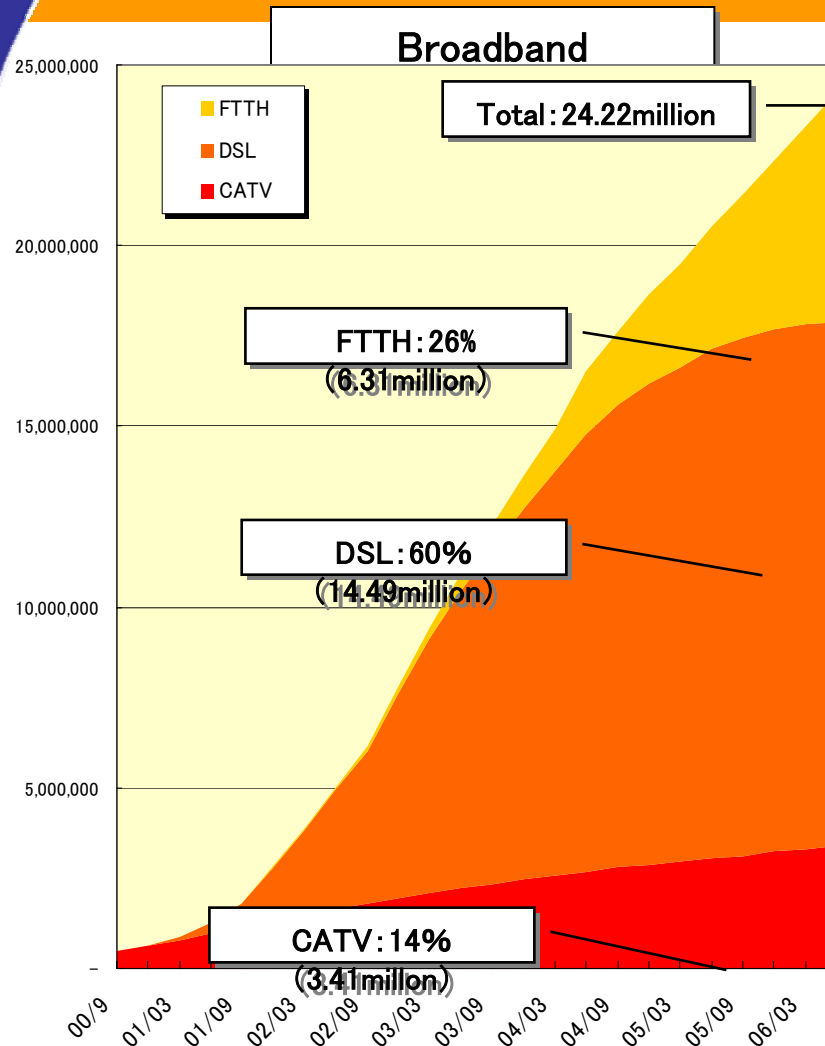 Broadband
25,000,000
FTTH
DSL
CATV
Total:24.22million
20,000,000
FTTH:26%
(6.31million)
15,000,000
DSL:60%
(14.49million)
10,000,000
5,000,000
CATV:14%
(3.41millon)
–
00/9
01/03
01/09
02/03
02/09
03/03
03/09
04/03
04/09
05/03
05/09
06/03